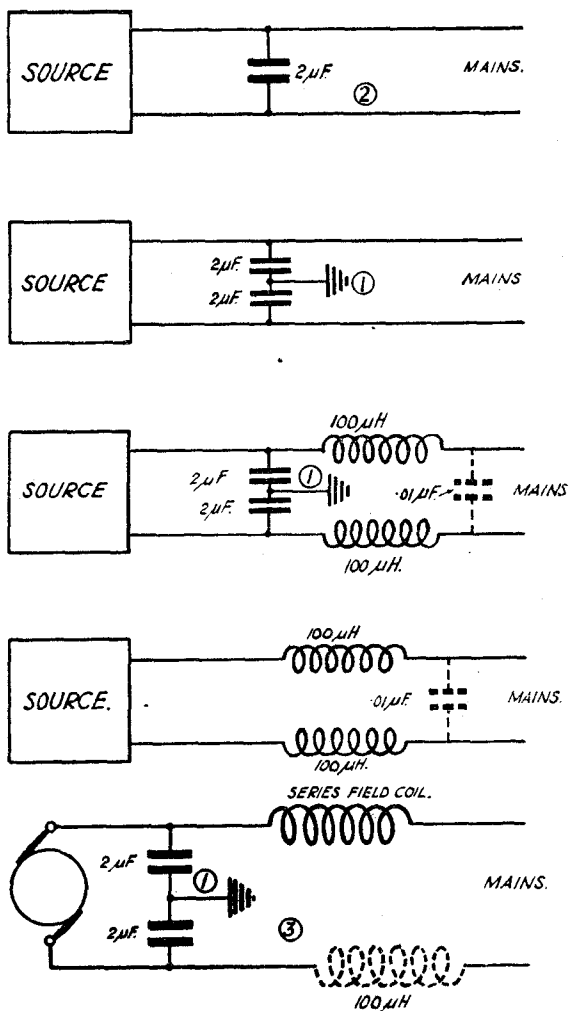 SOURCE
2µF.
MAINS.
②
SOURCE
2µF.
2µF.
①
MAINS
SOURCE
2µF
2µF.
①
100µH
100µH.
·01µF.
MAINS
SOURCE.
100µH
100µH.
·01µF.
MAINS.
SERIES FIELD COIL.
2µF
2µF.
①
MAINS.
③
100µH